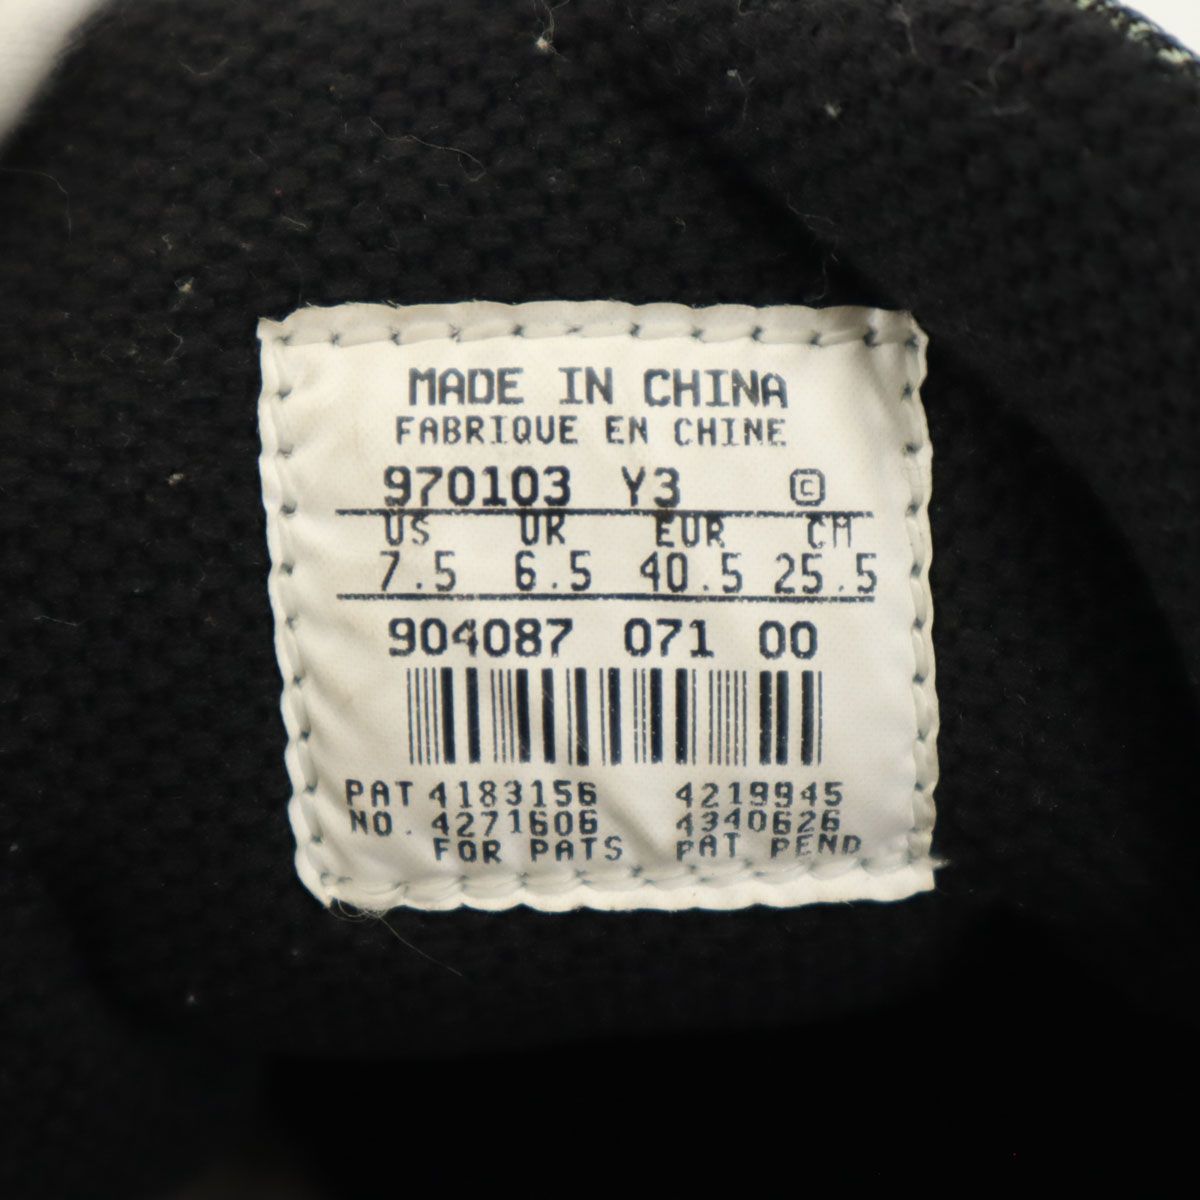 MADE IN CHINA
FABRIQUE EN CHINE
970103 Y3 ©
US UK EUR CM
7.5 6.5 40.5 25.5
904087 071 00
PAT 4183156 4219945
NO. 4271606 4340626
FOR PATS PAT PEND